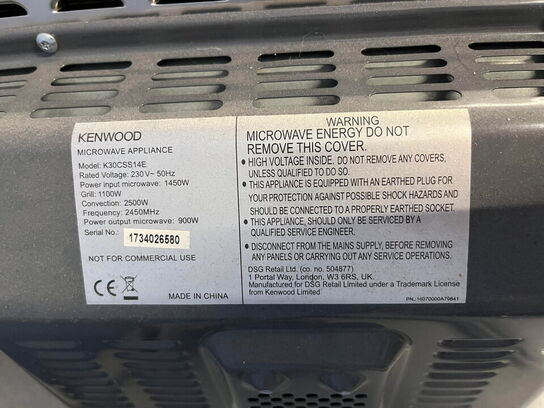 KENWOOD
MICROWAVE APPLIANCE
Model: K30CSS14E
Rated Voltage: 230V~ 50Hz
Power input microwave: 1450W
Grill: 1100W
Convection: 2500W
Frequency: 2450MHz
Power output microwave: 900W
Serial No.: 1734026580
NOT FOR COMMERCIAL USE
CE
MADE IN CHINA
WARNING
MICROWAVE ENERGY DO NOT
REMOVE THIS COVER.
• HIGH VOLTAGE INSIDE. DO NOT REMOVE ANY COVERS,
UNLESS QUALIFIED TO DO SO.
• THIS APPLIANCE IS EQUIPPED WITH AN EARTHED PLUG FOR
YOUR PROTECTION AGAINST POSSIBLE SHOCK HAZARDS AND
SHOULD BE CONNECTED TO A PROPERLY EARTHED SOCKET.
• THIS APPLIANCE, SHOULD ONLY BE SERVICED BY A
QUALIFIED SERVICE ENGINEER.
• DISCONNECT FROM THE MAINS SUPPLY, BEFORE REMOVING
ANY PANELS OR CARRYING OUT ANY SERVICE OPERATIONS.
DSG Retail Ltd. (co. no. 504877)
1 Portal Way, London, W3 6RS, UK.
Manufactured for DSG Retail Limited under a Trademark License
from Kenwood Limited
PN.:16070000A79841